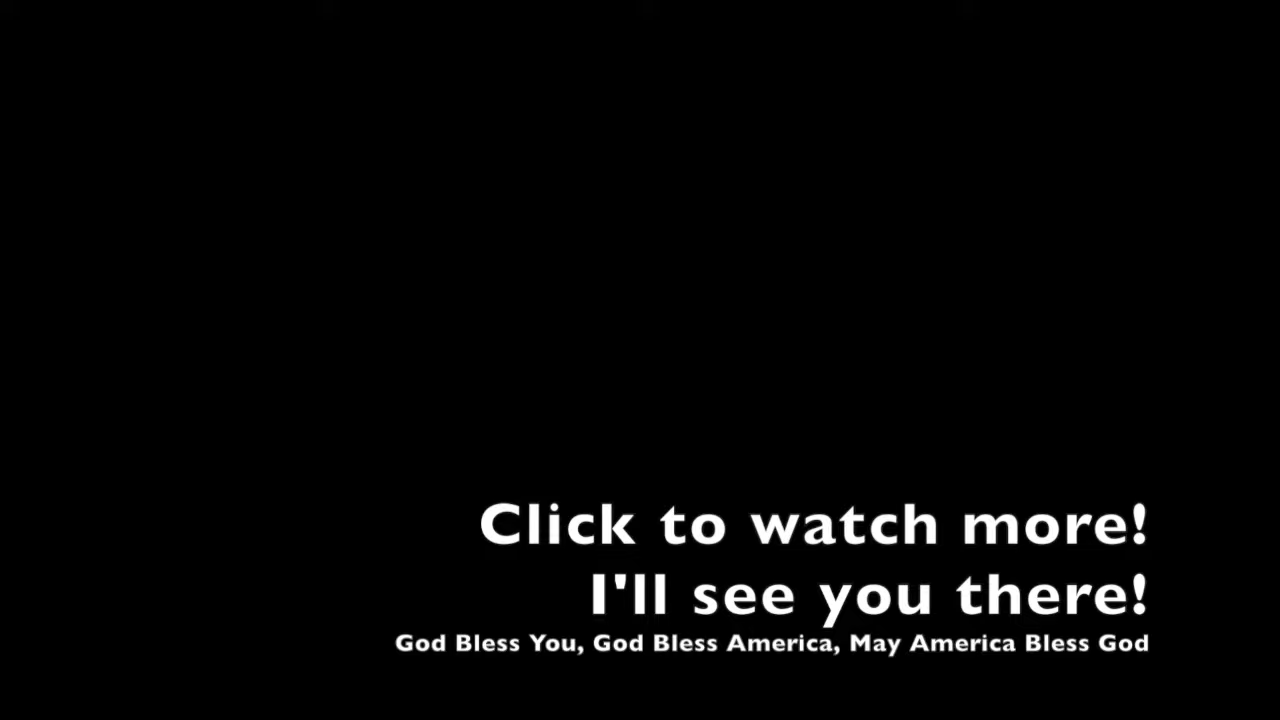 Click to watch more!
I'll see you there!
God Bless You, God Bless America, May America Bless God